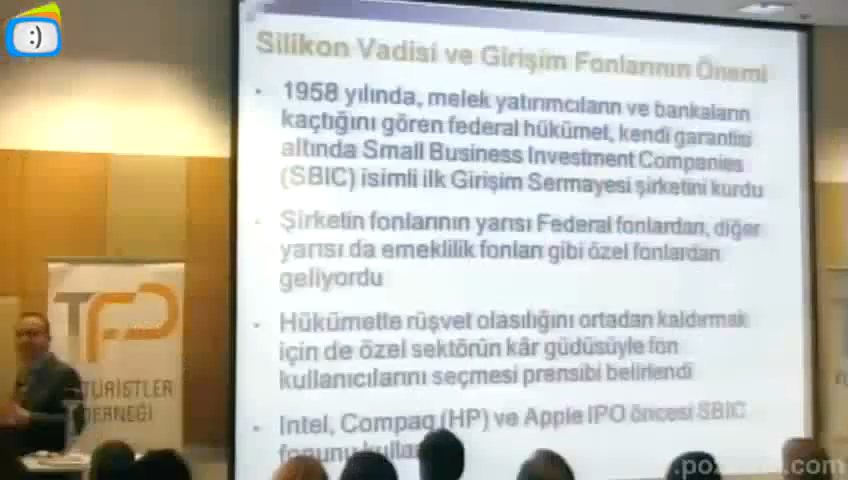 :)
Silikon Vadisi ve Girişim Fonlarının Önemi
1958 yılında, melek yatırımcıların ve bankaların
kaçtığını gören federal hükümet, kendi garantisi
altında Small Business Investment Companies
(SBIC) isimli ilk Girişim Sermayesi şirketini kurdu
Şirketin fonlarının yarısı Federal fonlardan, diğer
yarısı da emeklilik fonları gibi özel fonlardan
geliyordu
Hükümette rüşvet olasılığını ortadan kaldırmak
için de özel sektörün kâr güdüsüyle fon
kullanıcılarını seçmesi prensibi belirlendi
Intel, Compaq (HP) ve Apple IPO öncesi SBIC
fonunu
TFD
TÜRİSTLER
DERNEĞİ